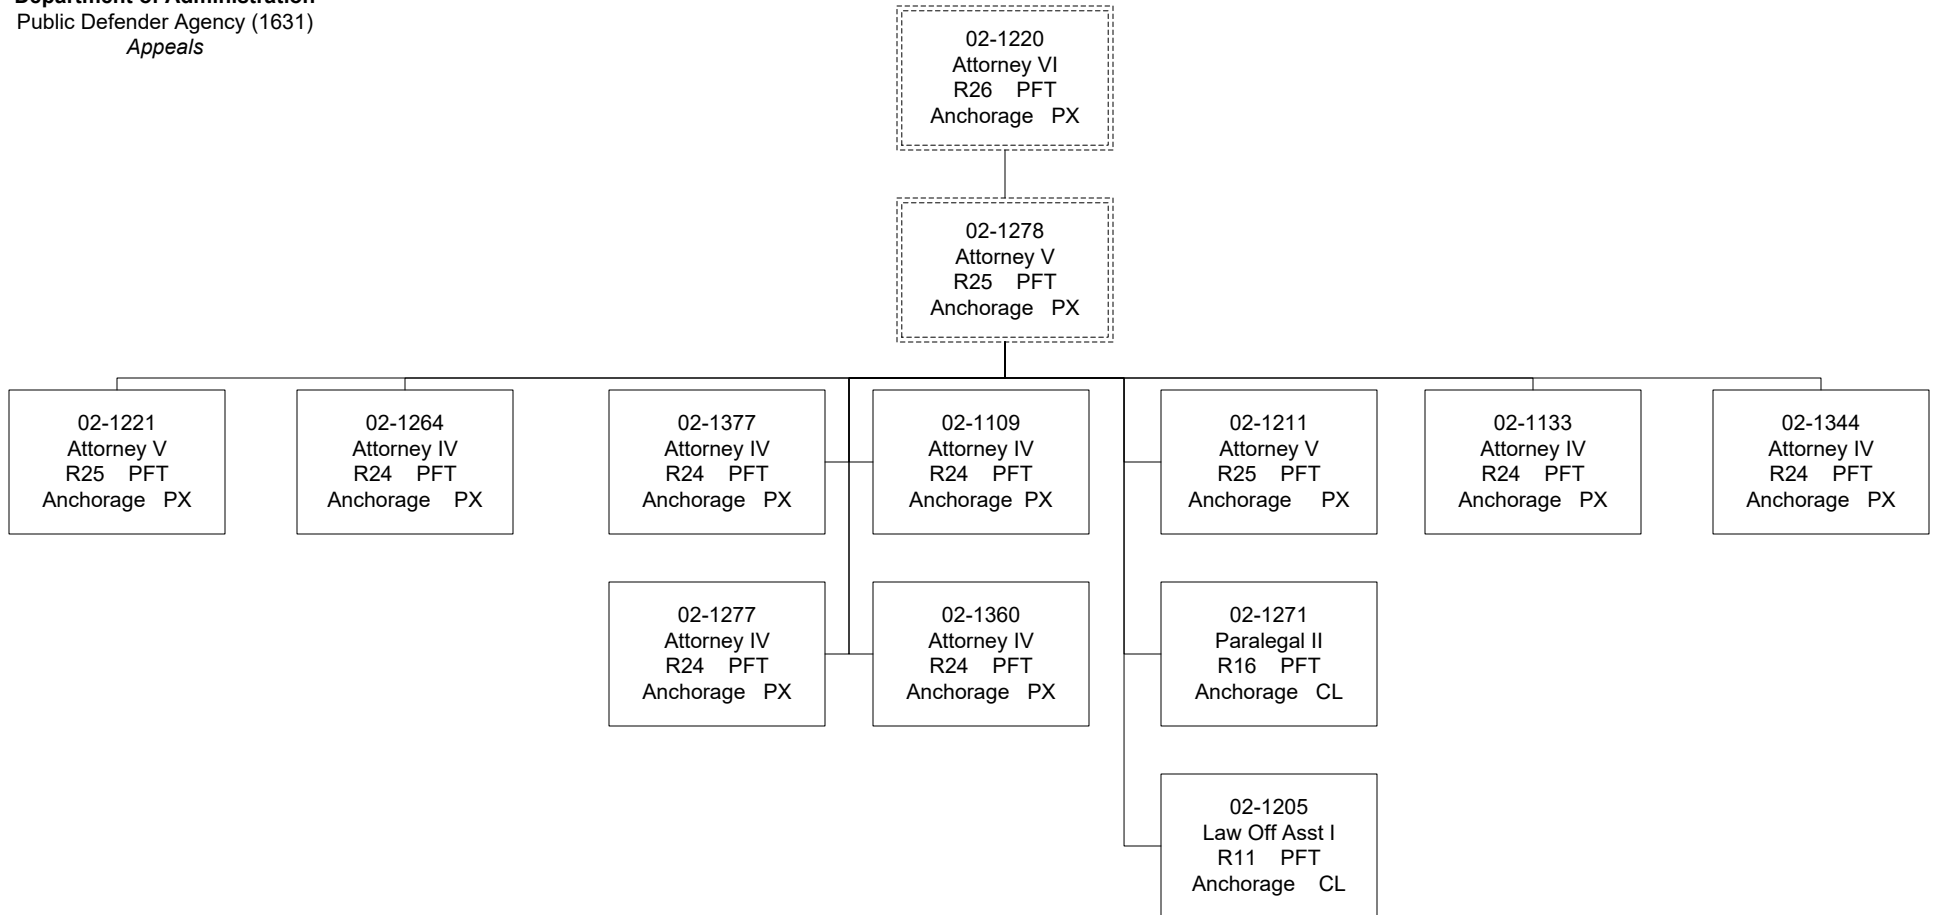 Department of Administration
Public Defender Agency (1631)
Appeals
02-1220
Attorney VI
R26 PFT
Anchorage PX
02-1278
Attorney V
R25 PFT
Anchorage PX
02-1221
Attorney V
R25 PFT
Anchorage PX
02-1264
Attorney IV
R24 PFT
Anchorage PX
02-1377
Attorney IV
R24 PFT
Anchorage PX
02-1109
Attorney IV
R24 PFT
Anchorage PX
02-1211
Attorney V
R25 PFT
Anchorage PX
02-1133
Attorney IV
R24 PFT
Anchorage PX
02-1344
Attorney IV
R24 PFT
Anchorage PX
02-1277
Attorney IV
R24 PFT
Anchorage PX
02-1360
Attorney IV
R24 PFT
Anchorage PX
02-1271
Paralegal II
R16 PFT
Anchorage CL
02-1205
Law Off Asst I
R11 PFT
Anchorage CL